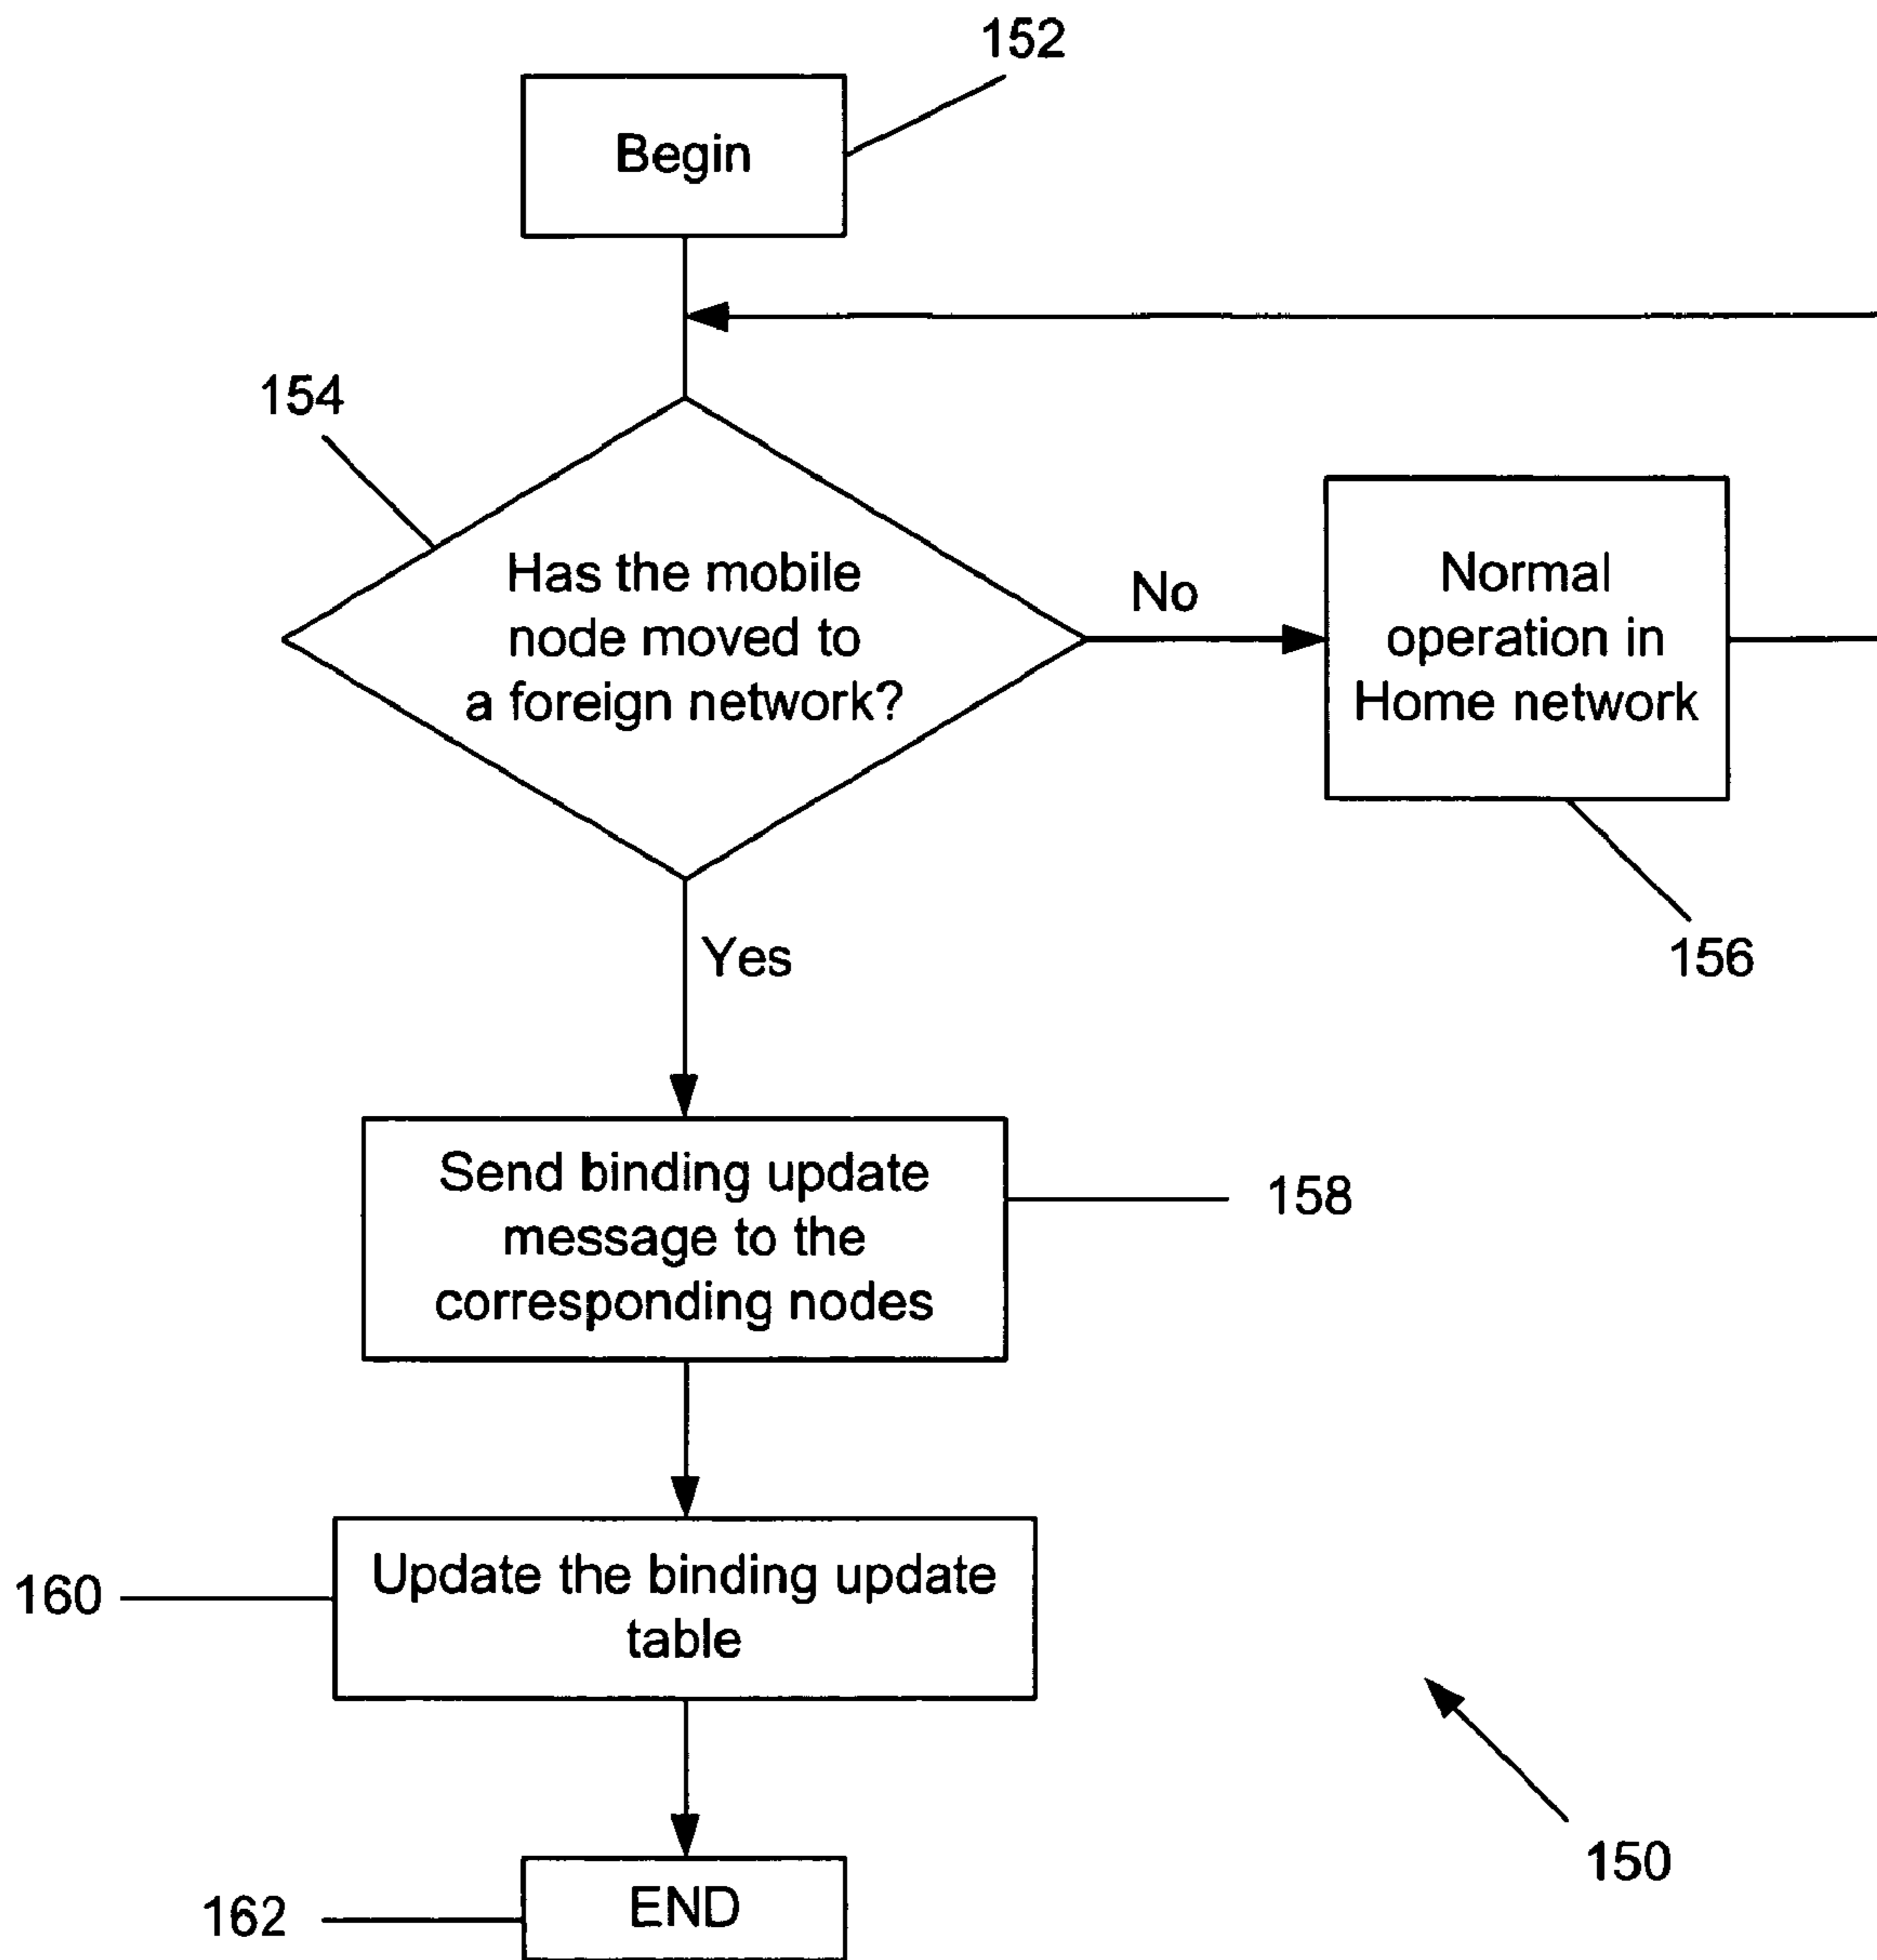 152
Begin
154
Has the mobile
node moved to
a foreign network?
No
Normal
operation in
Home network
156
Yes
Send binding update
message to the
corresponding nodes
158
160
Update the binding update
table
150
162
END